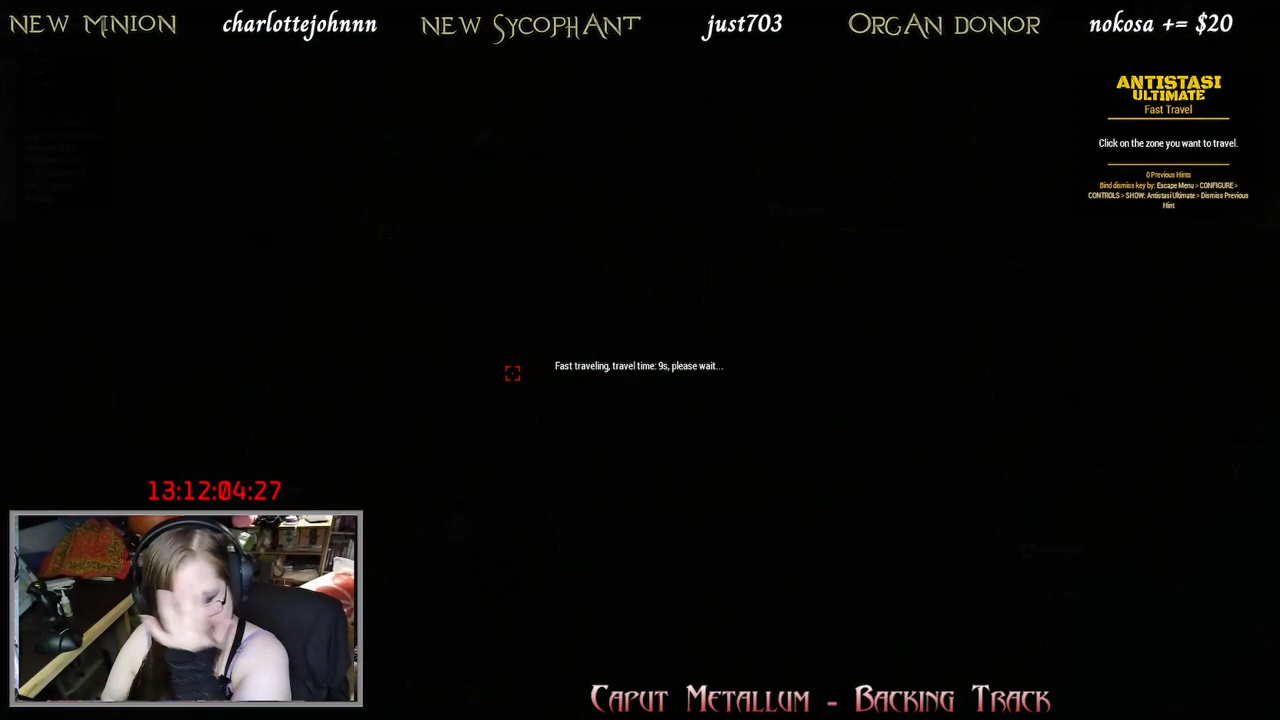 NEW MINION charlottejohnnn NEW SYCOPHANT just703 ORGAN DONOR nokosa += $20
ANTISTASI
ULTIMATE
Fast Travel
Click on the zone you want to travel.
0 Previous Hints
Bind dismiss key by: Escape Menu > CONFIGURE >
CONTROLS > SHOW: Antistasi Ultimate > Dismiss Previous
Hint
Fast traveling, travel time: 9s, please wait...
13:12:04:27
CAPUT METALLUM - BACKING TRACK